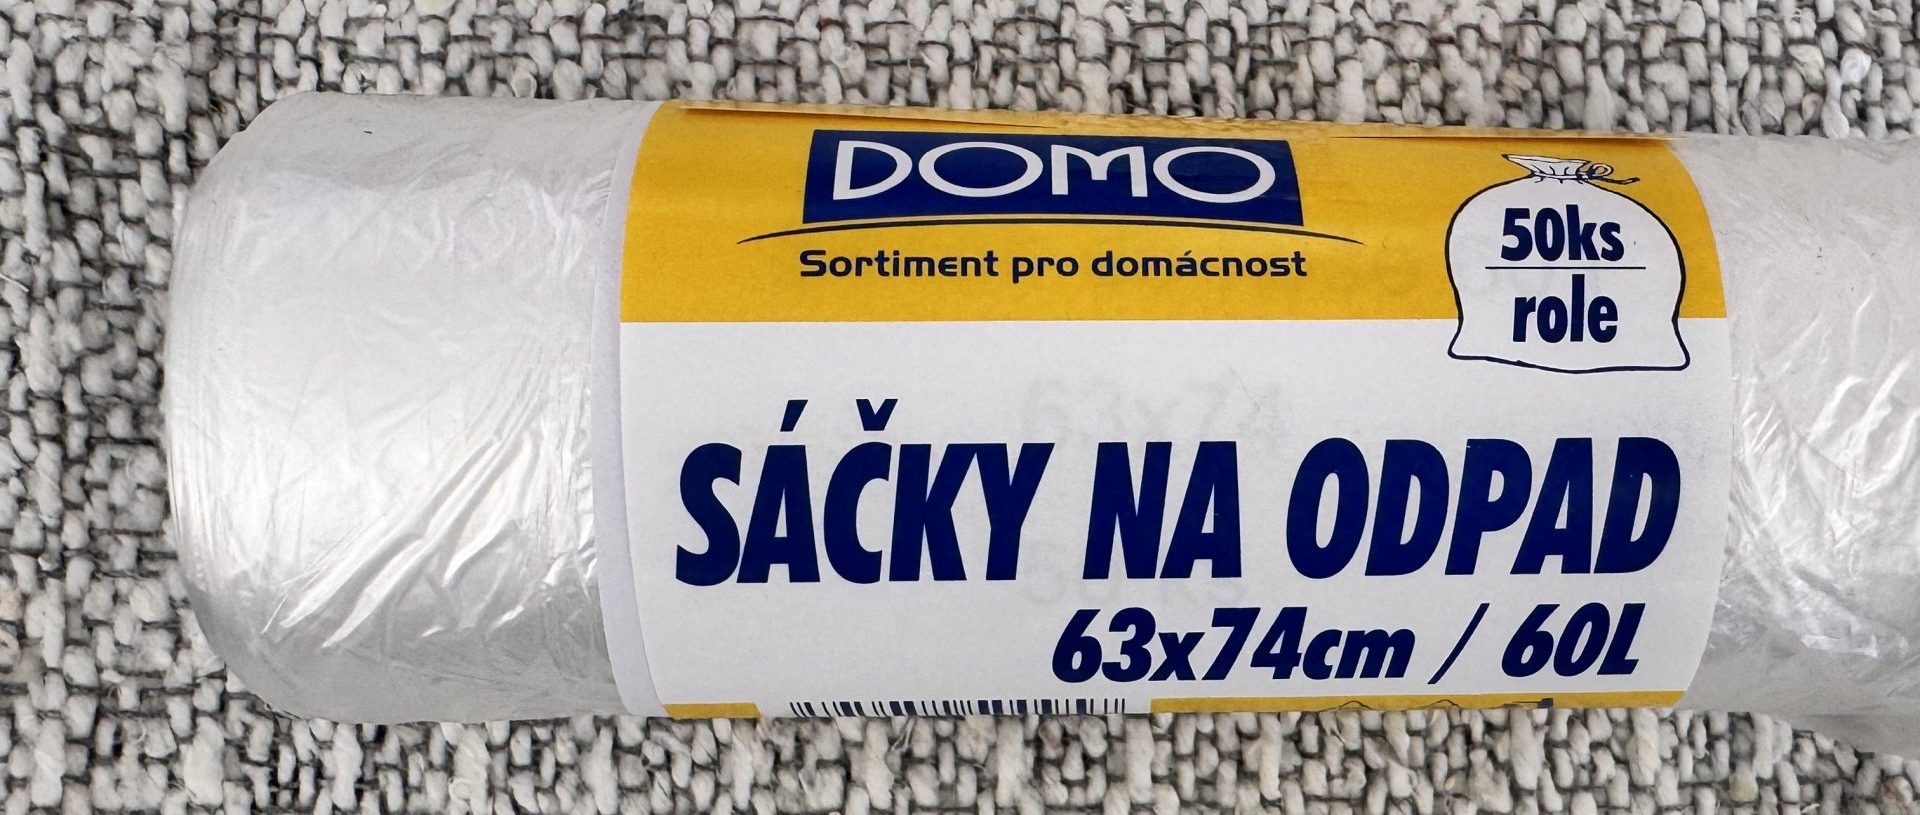 DOMO
Sortiment pro domácnost
50ks
role
SÁČKY NA ODPAD
63x74cm / 60L